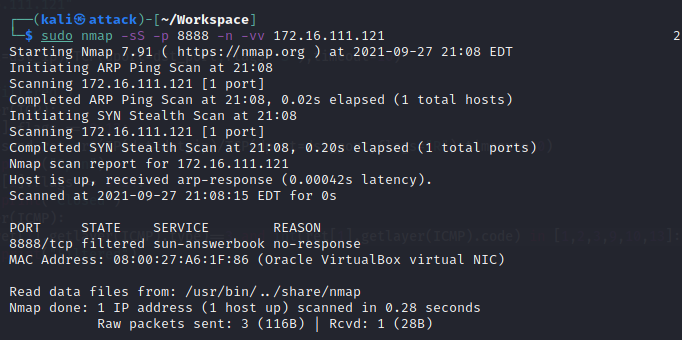 ┌──(kali㉿attack)-[~/Workspace]
└─$ sudo nmap -sS -p 8888 -n -vv 172.16.111.121 2
Starting Nmap 7.91 ( https://nmap.org ) at 2021-09-27 21:08 EDT
Initiating ARP Ping Scan at 21:08
Scanning 172.16.111.121 [1 port]
Completed ARP Ping Scan at 21:08, 0.02s elapsed (1 total hosts)
Initiating SYN Stealth Scan at 21:08
Scanning 172.16.111.121 [1 port]
Completed SYN Stealth Scan at 21:08, 0.20s elapsed (1 total ports)
Nmap scan report for 172.16.111.121
Host is up, received arp-response (0.00042s latency).
Scanned at 2021-09-27 21:08:15 EDT for 0s
PORT STATE SERVICE REASON
8888/tcp filtered sun-answerbook no-response
MAC Address: 08:00:27:A6:1F:86 (Oracle VirtualBox virtual NIC)
Read data files from: /usr/bin/../share/nmap
Nmap done: 1 IP address (1 host up) scanned in 0.28 seconds
Raw packets sent: 3 (116B) | Rcvd: 1 (28B)